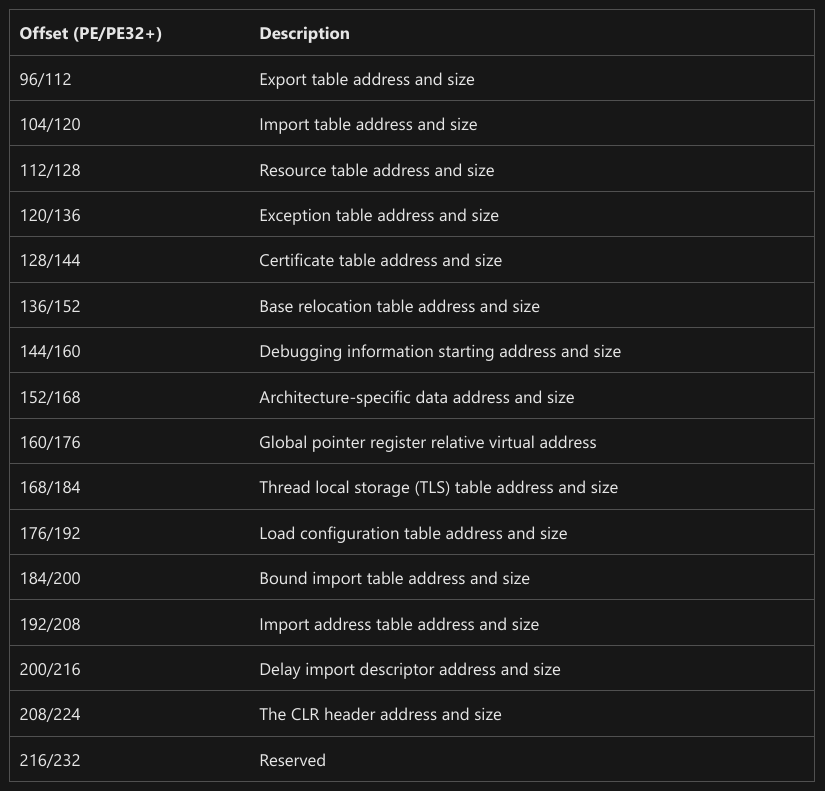 Offset (PE/PE32+) Description
96/112 Export table address and size
104/120 Import table address and size
112/128 Resource table address and size
120/136 Exception table address and size
128/144 Certificate table address and size
136/152 Base relocation table address and size
144/160 Debugging information starting address and size
152/168 Architecture-specific data address and size
160/176 Global pointer register relative virtual address
168/184 Thread local storage (TLS) table address and size
176/192 Load configuration table address and size
184/200 Bound import table address and size
192/208 Import address table address and size
200/216 Delay import descriptor address and size
208/224 The CLR header address and size
216/232 Reserved